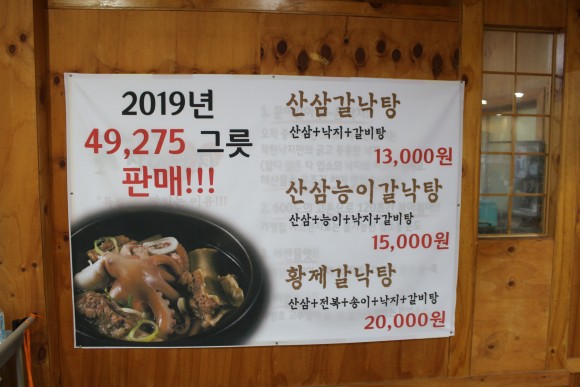 2019년
49,275 그릇
판매!!!
산삼갈낙탕
산삼+낙지+갈비탕
13,000원
산삼능이갈낙탕
산삼+능이+낙지+갈비탕
15,000원
황제갈낙탕
산삼+전복+송이+낙지+갈비탕
20,000원